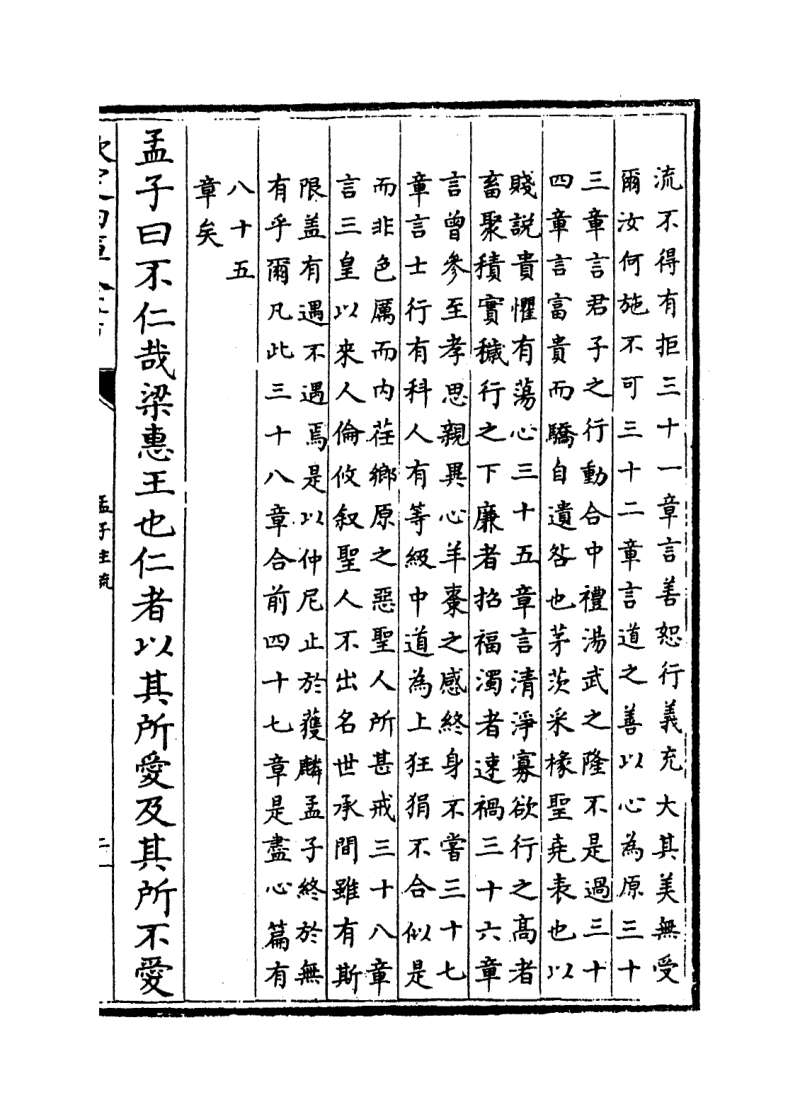 流不得有拒三十一章言善恕行義充大其美無受
爾汝何施不可三十二章言道之善以心為原三十
三章言君子之行動合中禮湯武之隆不是過三十
四章言富貴而驕自遺咎也茅茨采椽聖堯表也以
賤說貴懼有蕩心三十五章言清淨寡欲行之高者
畜聚積實穢行之下廉者招福濁者速禍三十六章
言曾參至孝思親異心羊棗之感終身不嘗三十七
章言士行有科人有等級中道為上狂狷不合似是
而非色厲而內荏鄉原之惡聖人所甚戒三十八章
言三皇以來人倫攸叙聖人不出名世承間雖有斯
限盖有遇不遇焉是以仲尼止於獲麟孟子終於無
有乎爾凡此三十八章合前四十七章是盡心篇有
八十五
章矣
孟子曰不仁哉梁惠王也仁者以其所愛及其所不愛
孟子注疏